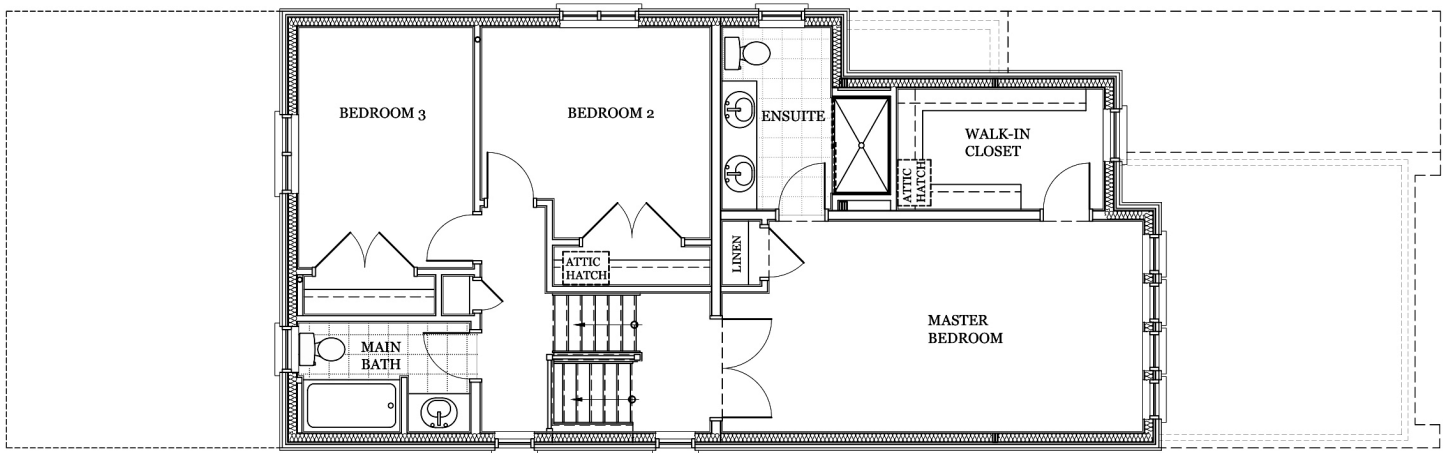 BEDROOM 3
BEDROOM 2
ENSUITE
WALK-IN
CLOSET
ATTIC
HATCH
LINEN
ATTIC
HATCH
MASTER
BEDROOM
MAIN
BATH